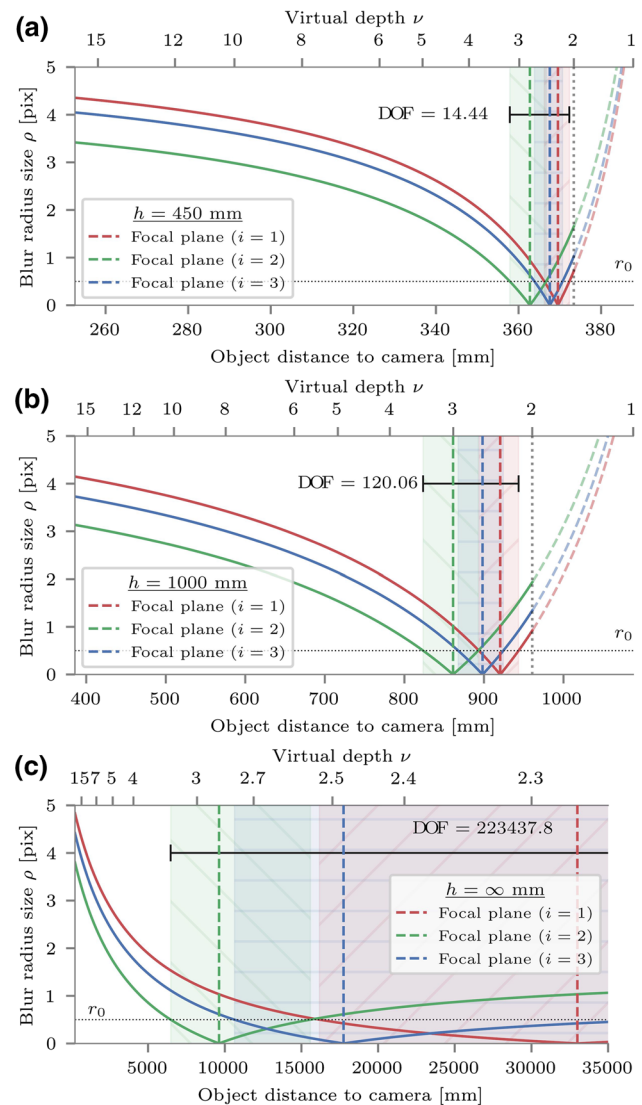 (a)
Virtual depth ν
15 12 10 8 7 6 5 4 3 2 1
Blur radius size ρ [pix]
5
4
3
2
1
0
DOF = 14.44
h = 450 mm
Focal plane (i = 1)
Focal plane (i = 2)
Focal plane (i = 3)
r₀
260 280 300 320 340 360 380
Object distance to camera [mm]
(b)
Virtual depth ν
15 12 10 8 6 5 4 3 2 1
Blur radius size ρ [pix]
5
4
3
2
1
0
DOF = 120.06
h = 1000 mm
Focal plane (i = 1)
Focal plane (i = 2)
Focal plane (i = 3)
r₀
400 500 600 700 800 900 1000
Object distance to camera [mm]
(c)
Virtual depth ν
157 5 4 3 2.7 2.5 2.4 2.3
Blur radius size ρ [pix]
5
4
3
2
1
0
DOF = 223437.8
h = ∞ mm
Focal plane (i = 1)
Focal plane (i = 2)
Focal plane (i = 3)
r₀
5000 10000 15000 20000 25000 30000 35000
Object distance to camera [mm]